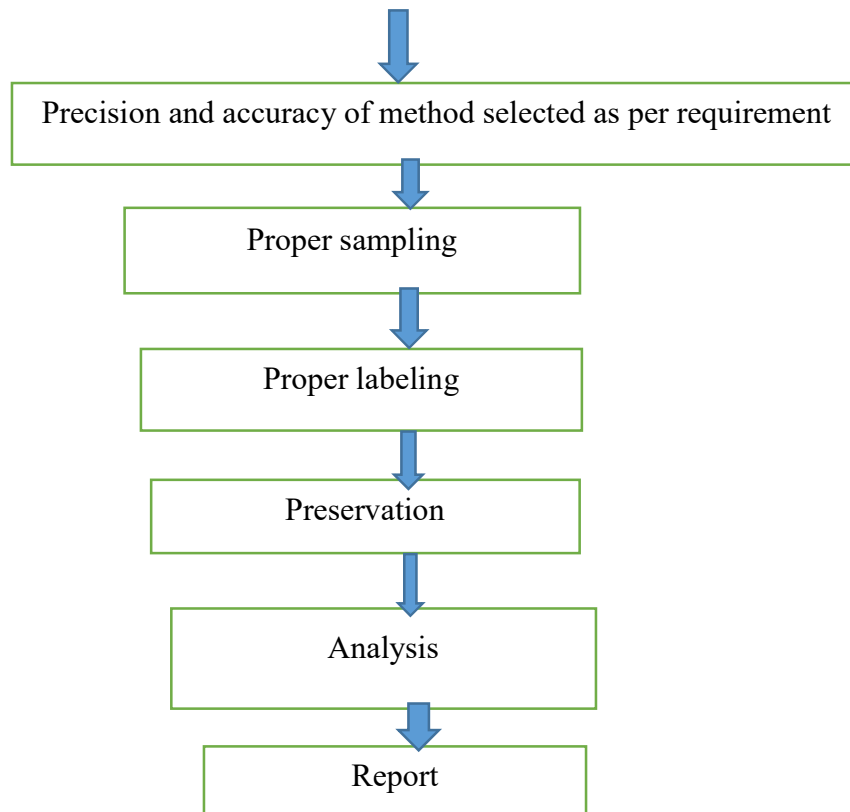 Precision and accuracy of method selected as per requirement
Proper sampling
Proper labeling
Preservation
Analysis
Report